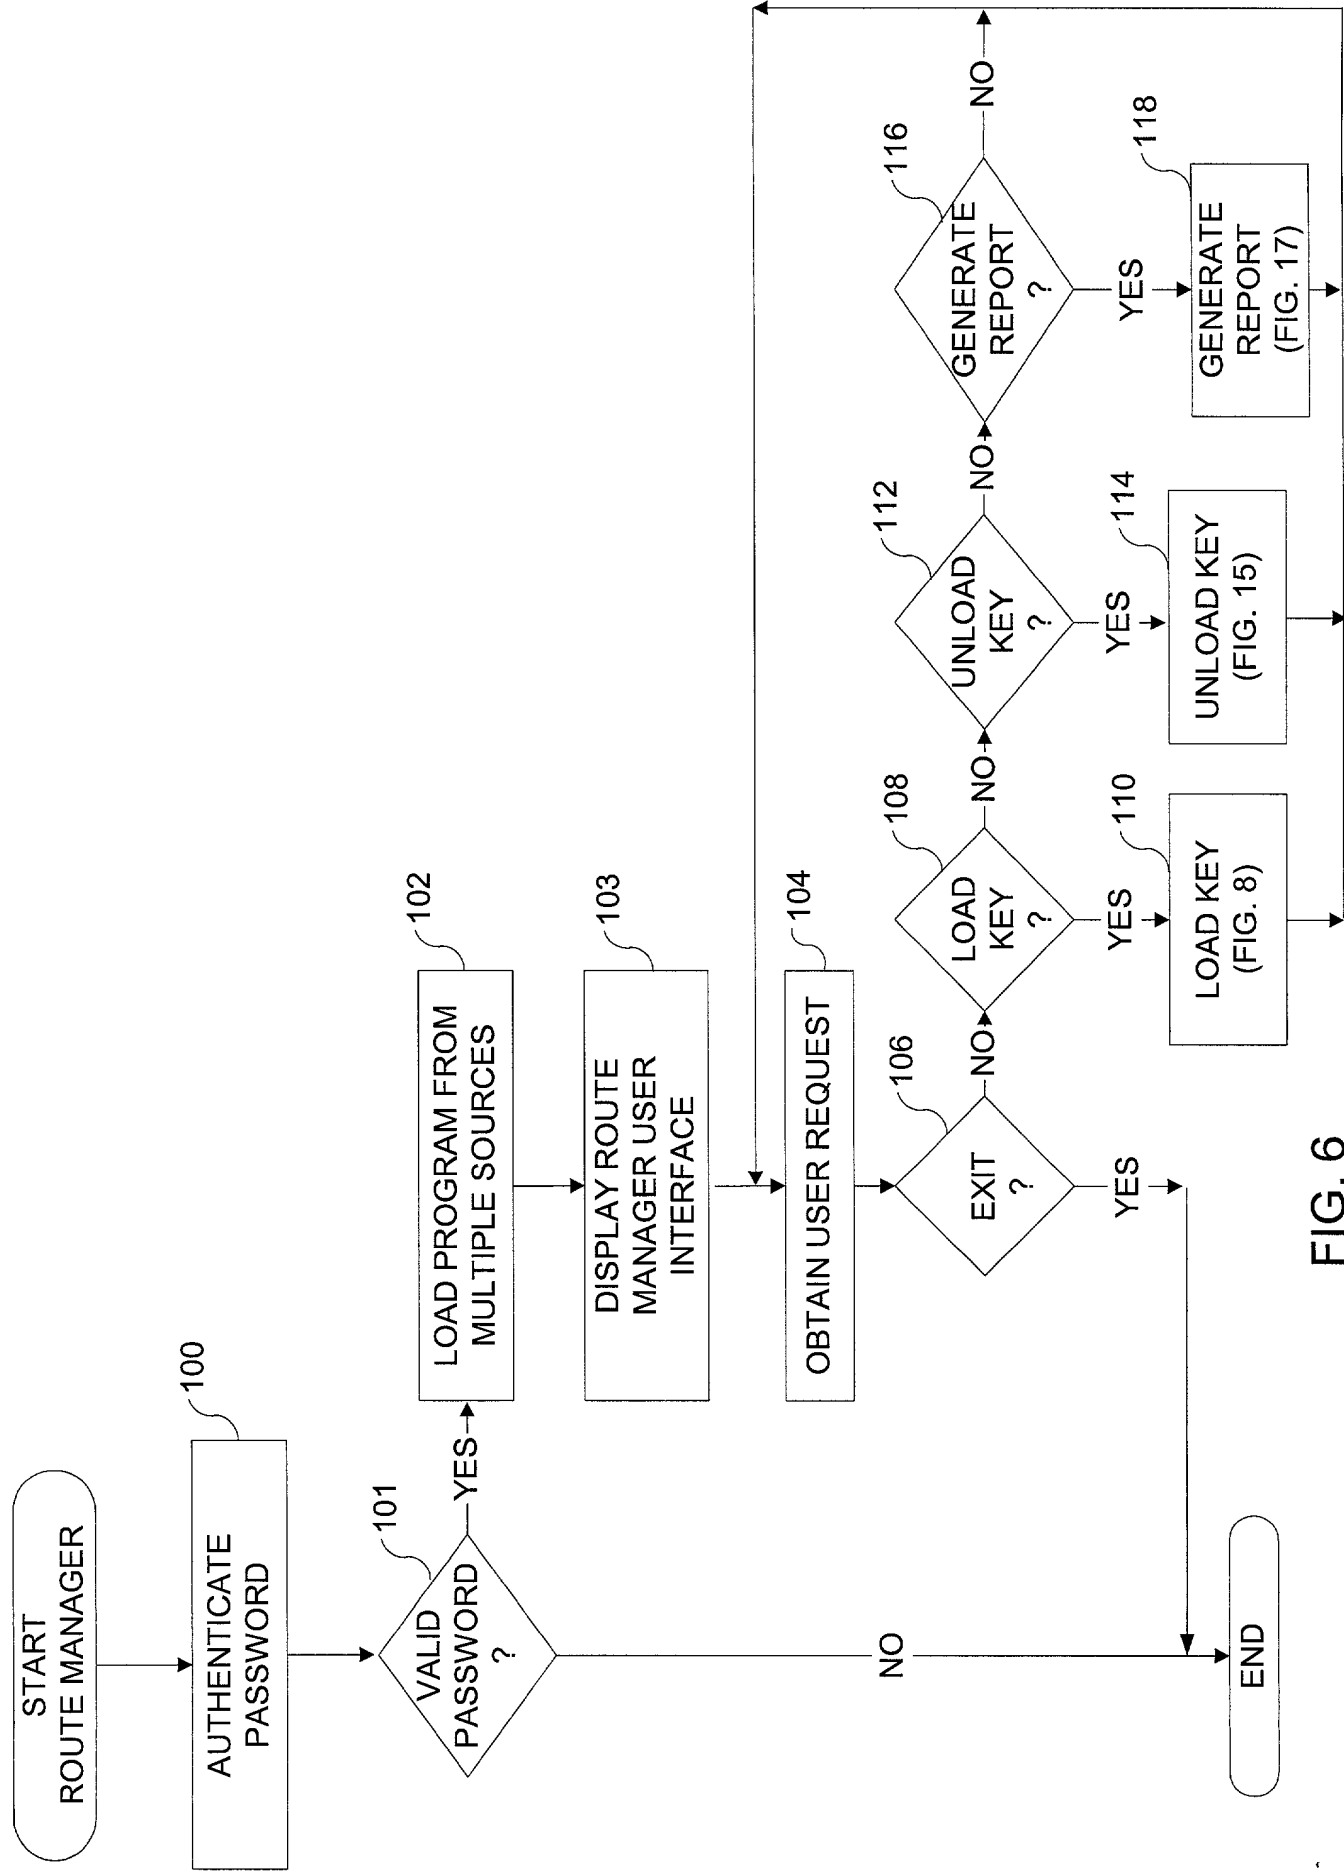 START
ROUTE MANAGER
100
AUTHENTICATE
PASSWORD
101
VALID
PASSWORD
?
YES
NO
102
LOAD PROGRAM FROM
MULTIPLE SOURCES
103
DISPLAY ROUTE
MANAGER USER
INTERFACE
104
OBTAIN USER REQUEST
106
EXIT
?
YES
NO
108
LOAD
KEY
?
YES
NO
110
LOAD KEY
(FIG. 8)
112
UNLOAD
KEY
?
YES
NO
114
UNLOAD KEY
(FIG. 15)
116
GENERATE
REPORT
?
YES
NO
118
GENERATE
REPORT
(FIG. 17)
END
FIG. 6